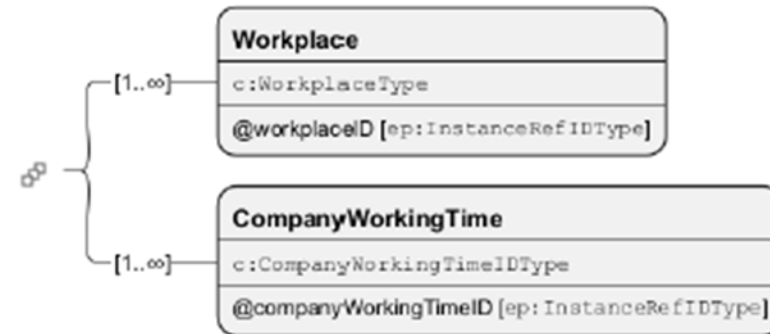 Workplace
[1..∞]
c:WorkplaceType
@workplaceID [ep:InstanceRefIDType]
CompanyWorkingTime
[1..∞]
c:CompanyWorkingTimeIDType
@companyWorkingTimeID [ep:InstanceRefIDType]